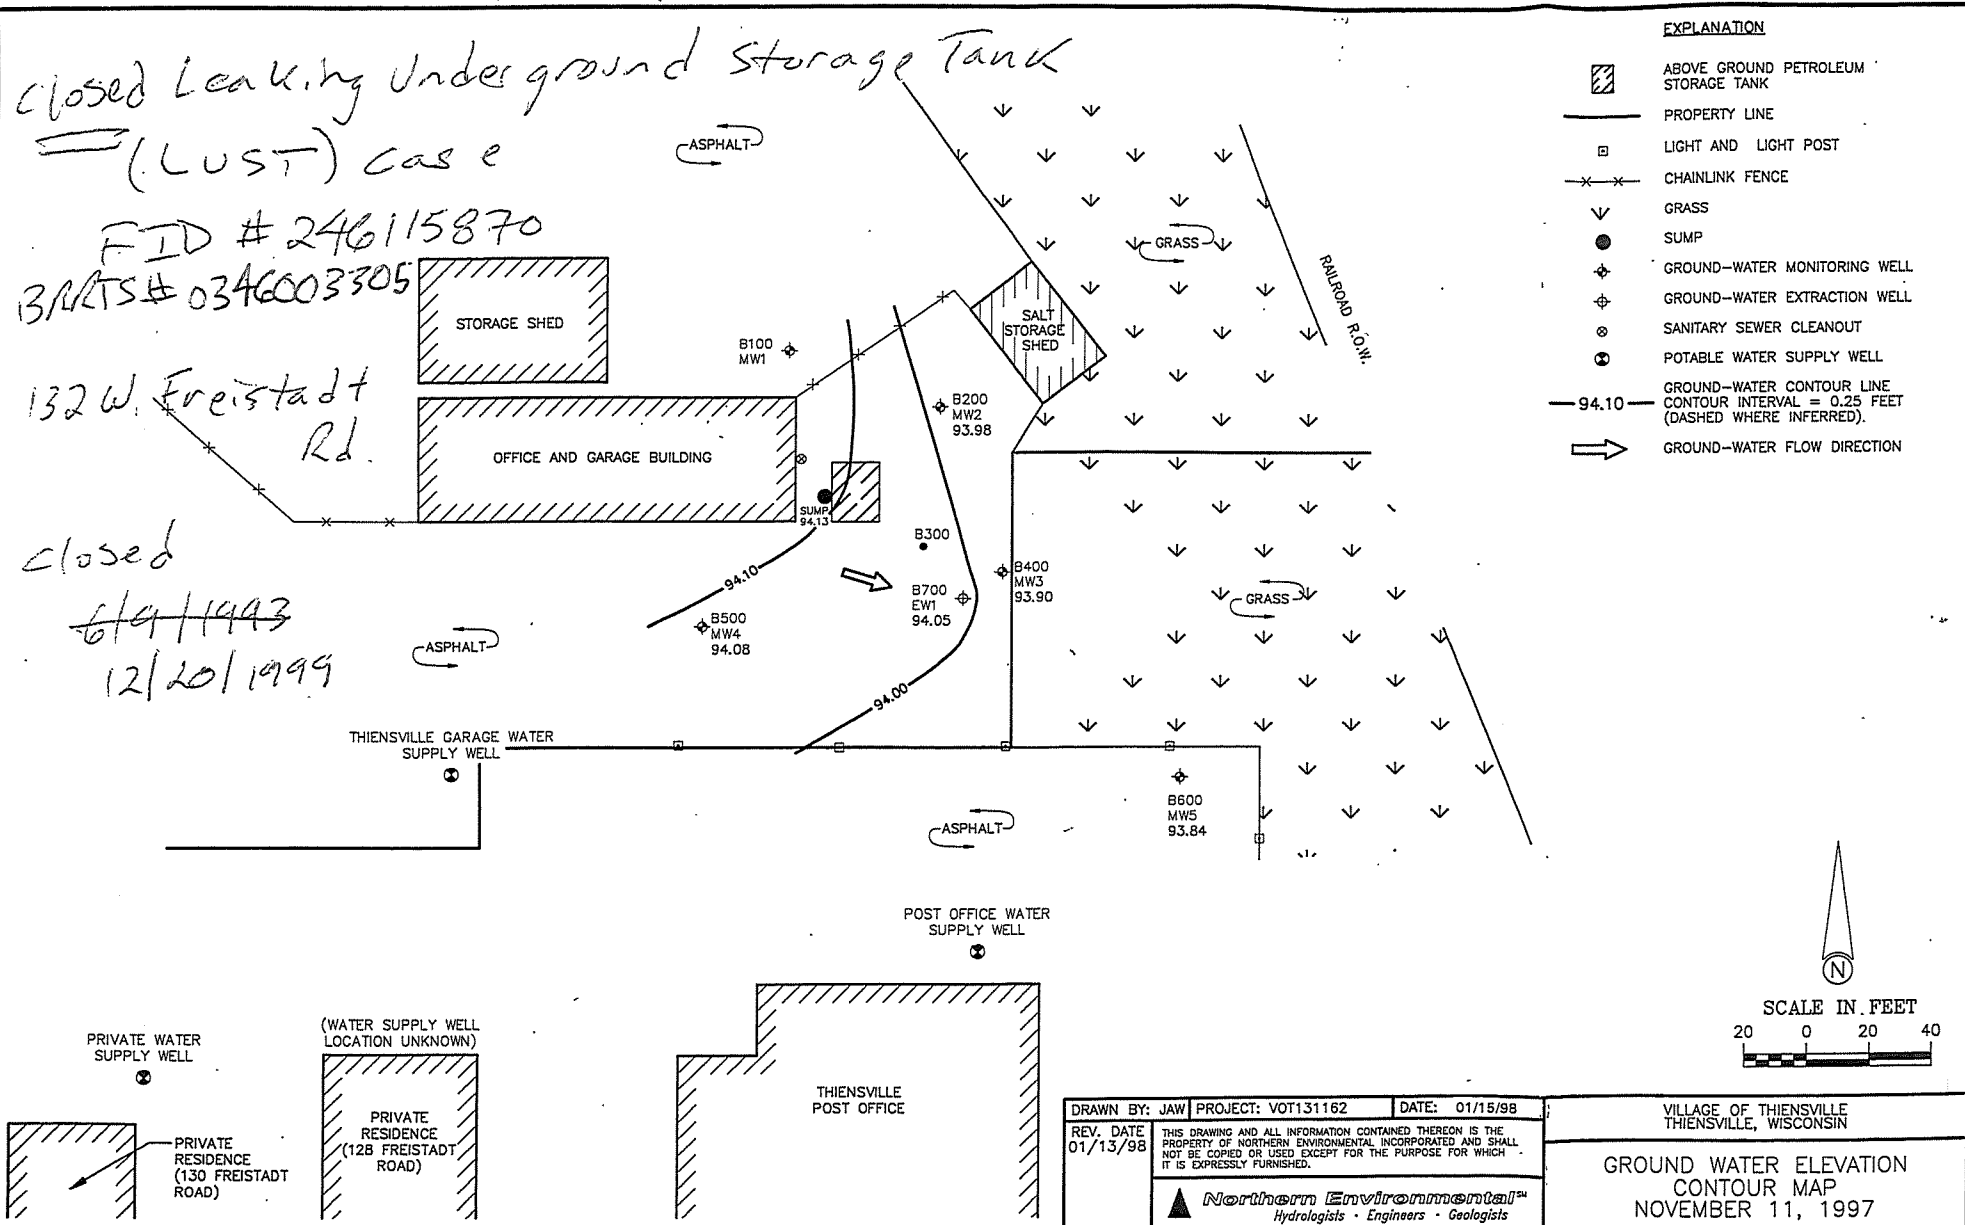 Closed Leaking Underground Storage Tank
(LUST) case
FID # 246115870
BRRTS# 0346003305
132 W. Freistadt
Rd.
closed
6/9/1993
12/20/1999
ASPHALT
STORAGE SHED
B100
MW1
OFFICE AND GARAGE BUILDING
SUMP
94.13
B200
MW2
93.98
SALT
STORAGE
SHED
GRASS
RAILROAD R.O.W.
B300
B400
MW3
93.90
B700
EW1
94.05
94.10
B500
MW4
94.08
ASPHALT
94.00
GRASS
THIENSVILLE GARAGE WATER
SUPPLY WELL
B600
MW5
93.84
ASPHALT
POST OFFICE WATER
SUPPLY WELL
PRIVATE WATER
SUPPLY WELL
(WATER SUPPLY WELL
LOCATION UNKNOWN)
PRIVATE
RESIDENCE
(130 FREISTADT
ROAD)
PRIVATE
RESIDENCE
(128 FREISTADT
ROAD)
THIENSVILLE
POST OFFICE
EXPLANATION
ABOVE GROUND PETROLEUM
STORAGE TANK
PROPERTY LINE
LIGHT AND LIGHT POST
CHAINLINK FENCE
GRASS
SUMP
GROUND-WATER MONITORING WELL
GROUND-WATER EXTRACTION WELL
SANITARY SEWER CLEANOUT
POTABLE WATER SUPPLY WELL
94.10
GROUND-WATER CONTOUR LINE
CONTOUR INTERVAL = 0.25 FEET
(DASHED WHERE INFERRED).
GROUND-WATER FLOW DIRECTION
N
SCALE IN FEET
20 0 20 40
DRAWN BY: JAW PROJECT: VOT131162 DATE: 01/15/98
REV. DATE
01/13/98
THIS DRAWING AND ALL INFORMATION CONTAINED THEREON IS THE
PROPERTY OF NORTHERN ENVIRONMENTAL INCORPORATED AND SHALL
NOT BE COPIED OR USED EXCEPT FOR THE PURPOSE FOR WHICH
IT IS EXPRESSLY FURNISHED.
Northern Environmental SM
Hydrologists · Engineers · Geologists
VILLAGE OF THIENSVILLE
THIENSVILLE, WISCONSIN
GROUND WATER ELEVATION
CONTOUR MAP
NOVEMBER 11, 1997